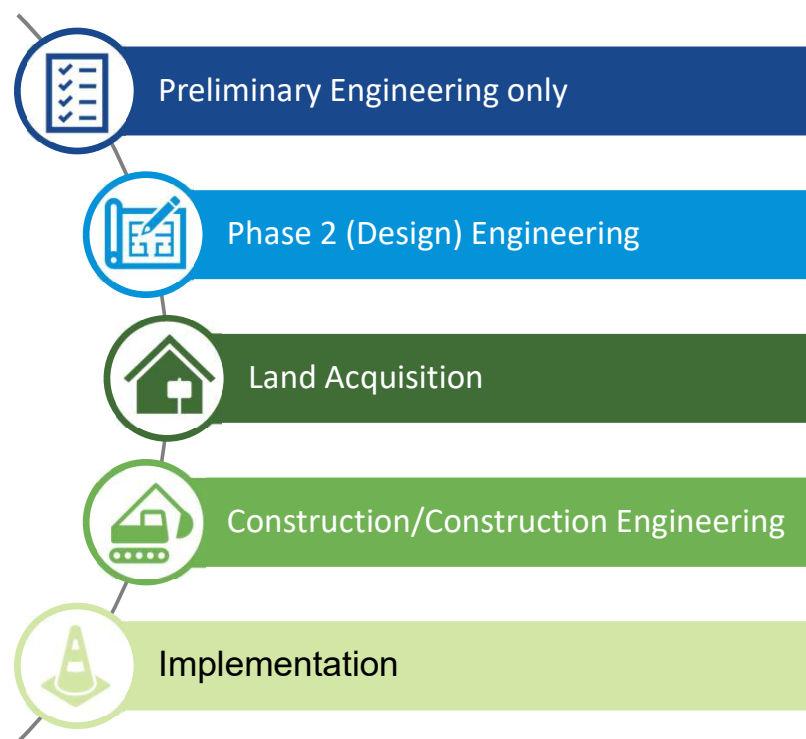 Preliminary Engineering only
Phase 2 (Design) Engineering
Land Acquisition
Construction/Construction Engineering
Implementation